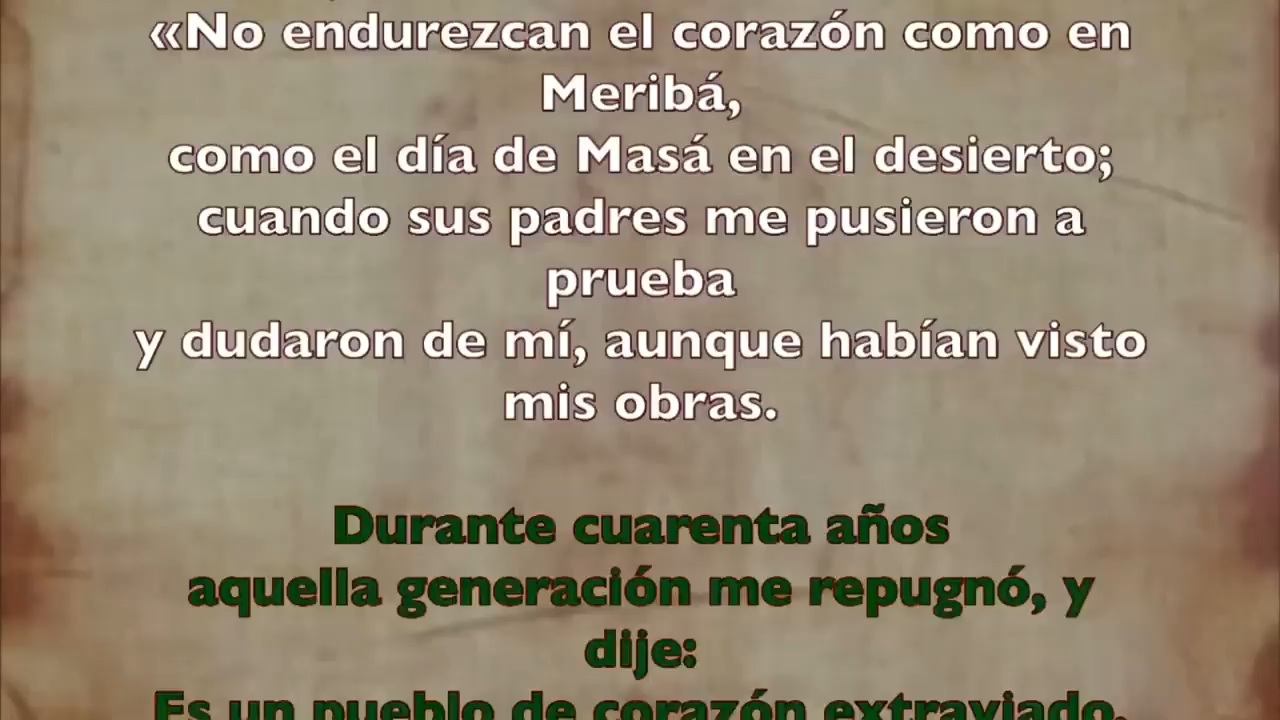 «No endurezcan el corazón como en
Meribá,
como el día de Masá en el desierto;
cuando sus padres me pusieron a
prueba
y dudaron de mí, aunque habían visto
mis obras.
Durante cuarenta años
aquella generación me repugnó, y
dije:
Es un pueblo de corazón extraviado,